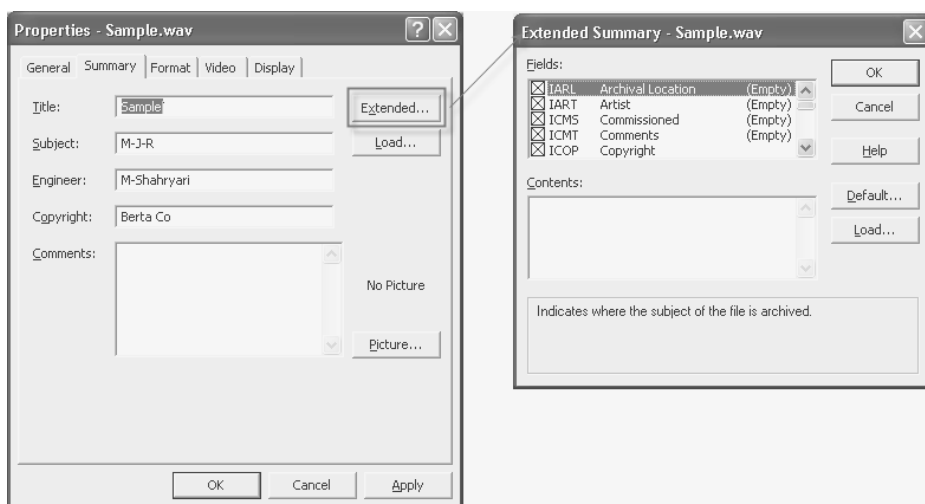 Properties - Sample.wav
General Summary Format Video Display
Title: Sample
Extended...
Subject: M-J-R
Load...
Engineer: M-Shahryari
Copyright: Berta Co
Comments:
No Picture
Picture...
OK Cancel Apply
Extended Summary - Sample.wav
Fields:
IARL Archival Location (Empty)
IART Artist (Empty)
ICMS Commissioned (Empty)
ICMT Comments (Empty)
ICOP Copyright
OK
Cancel
Help
Contents:
Default...
Load...
Indicates where the subject of the file is archived.